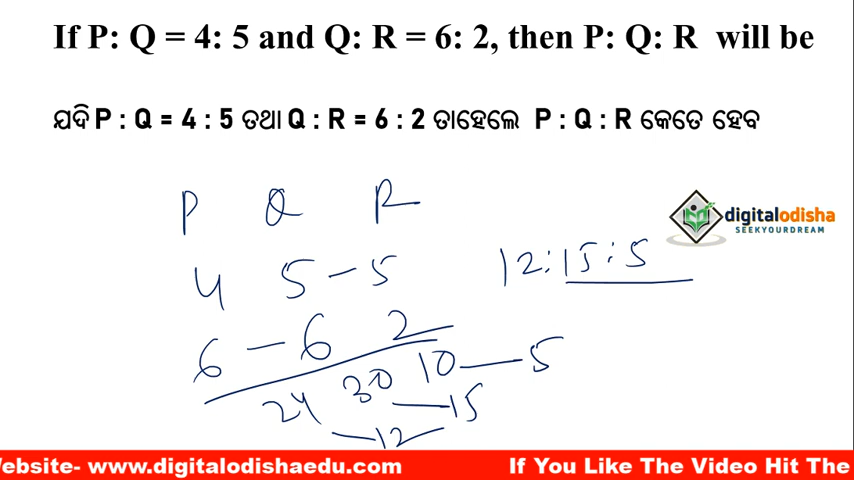 If P: Q = 4: 5 and Q: R = 6: 2, then P: Q: R will be
ଯଦି P : Q = 4 : 5 ତଥା Q : R = 6 : 2 ତାହେଲେ P : Q : R କେତେ ହେବ
P Q R
digitalodisha
SEEKYOURDREAM
4 5 – 5
12:15:5
6 – 6 2
24 30 10 — 5
— 15
— 12 —
Website- www.digitalodishaedu.com If You Like The Video Hit The